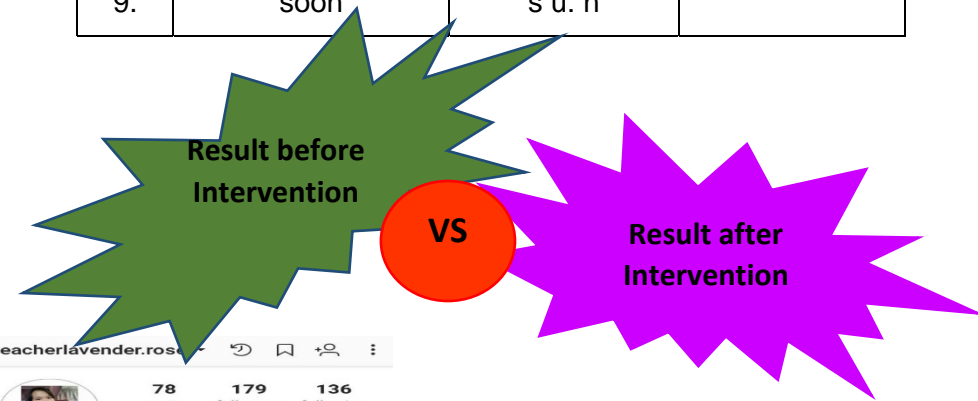 9. soon s u. n
Result before
Intervention
VS
Result after
Intervention
78 179 136